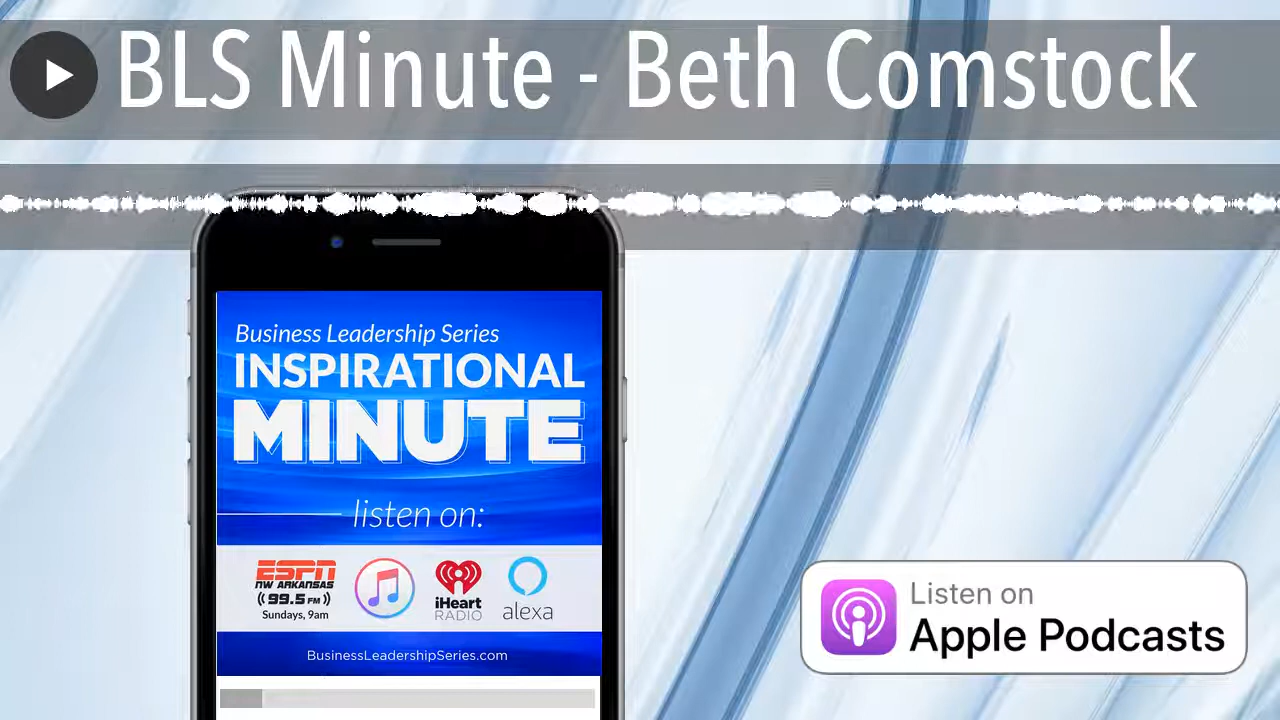 BLS Minute - Beth Comstock
Business Leadership Series
INSPIRATIONAL
MINUTE
listen on:
ESPN
NW ARKANSAS
99.5 FM
Sundays, 9am
iHeart
RADIO
alexa
BusinessLeadershipSeries.com
Listen on
Apple Podcasts